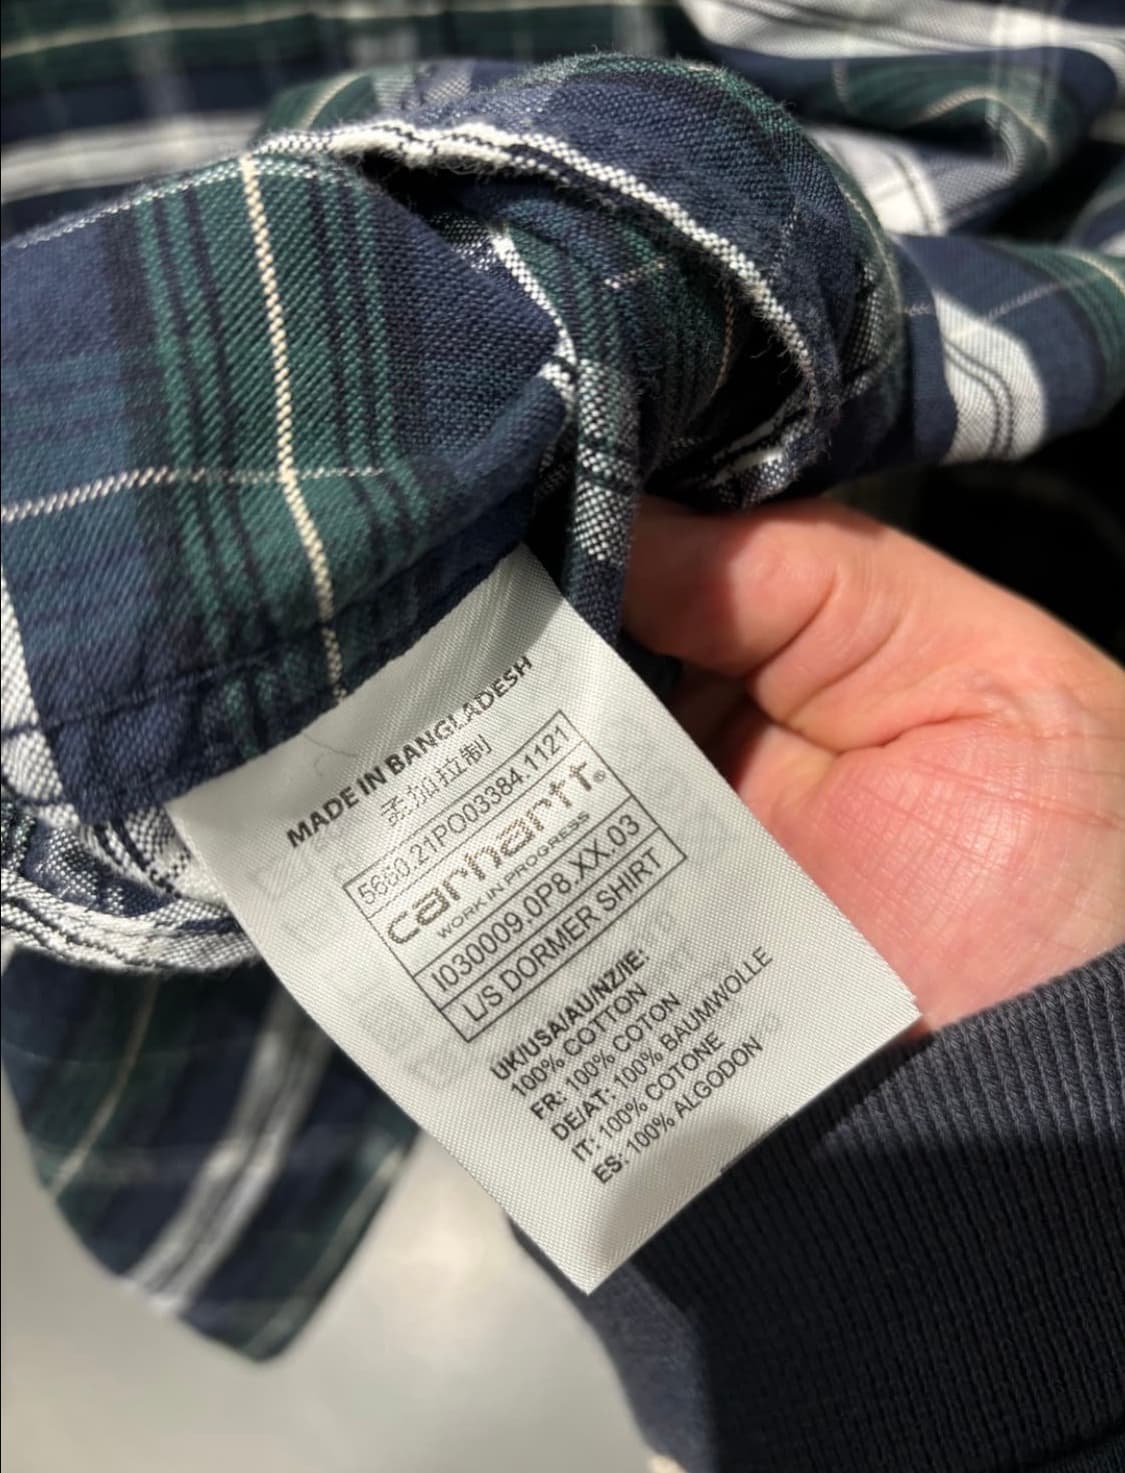 MADE IN BANGLADESH
孟加拉制
5660.21PO03384.1121
carhartt®
WORK IN PROGRESS
I030009.0P8.XX.03
L/S DORMER SHIRT
UK/USA/AU/NZ/IE:
100% COTTON
FR: 100% COTON
DE/AT: 100% BAUMWOLLE
IT: 100% COTONE
ES: 100% ALGODON